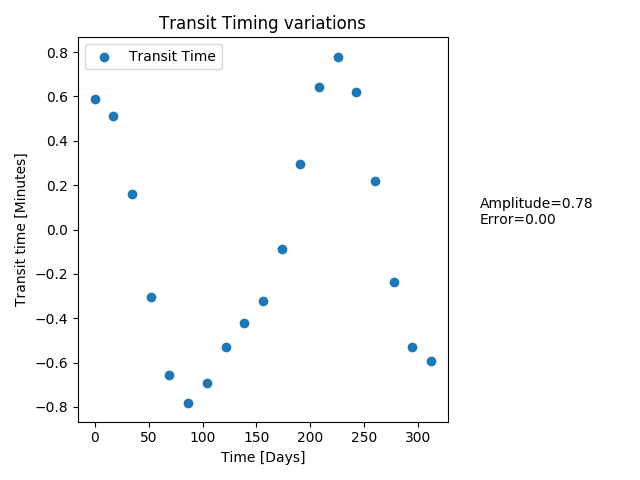 Transit Timing variations
Transit Time
0.8
0.6
0.4
0.2
0.0
−0.2
−0.4
−0.6
−0.8
Transit time [Minutes]
0
50
100
150
200
250
300
Time [Days]
Amplitude=0.78
Error=0.00